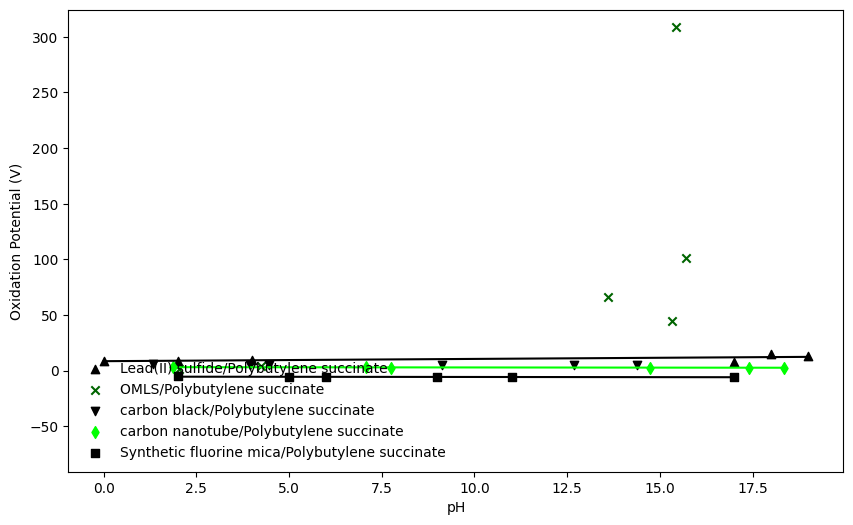 300
250
200
150
100
50
0
−50
Oxidation Potential (V)
Lead(II) sulfide/Polybutylene succinate
OMLS/Polybutylene succinate
carbon black/Polybutylene succinate
carbon nanotube/Polybutylene succinate
Synthetic fluorine mica/Polybutylene succinate
0.0 2.5 5.0 7.5 10.0 12.5 15.0 17.5
pH